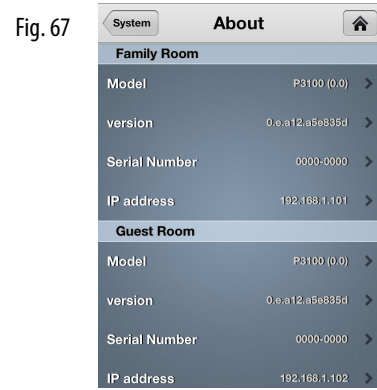 Fig. 67
System About
Family Room
Model P3100 (0.0)
version 0.e.a12.a5e835d
Serial Number 0000-0000
IP address 192.168.1.101
Guest Room
Model P3100 (0.0)
version 0.e.a12.a5e835d
Serial Number 0000-0000
IP address 192.168.1.102